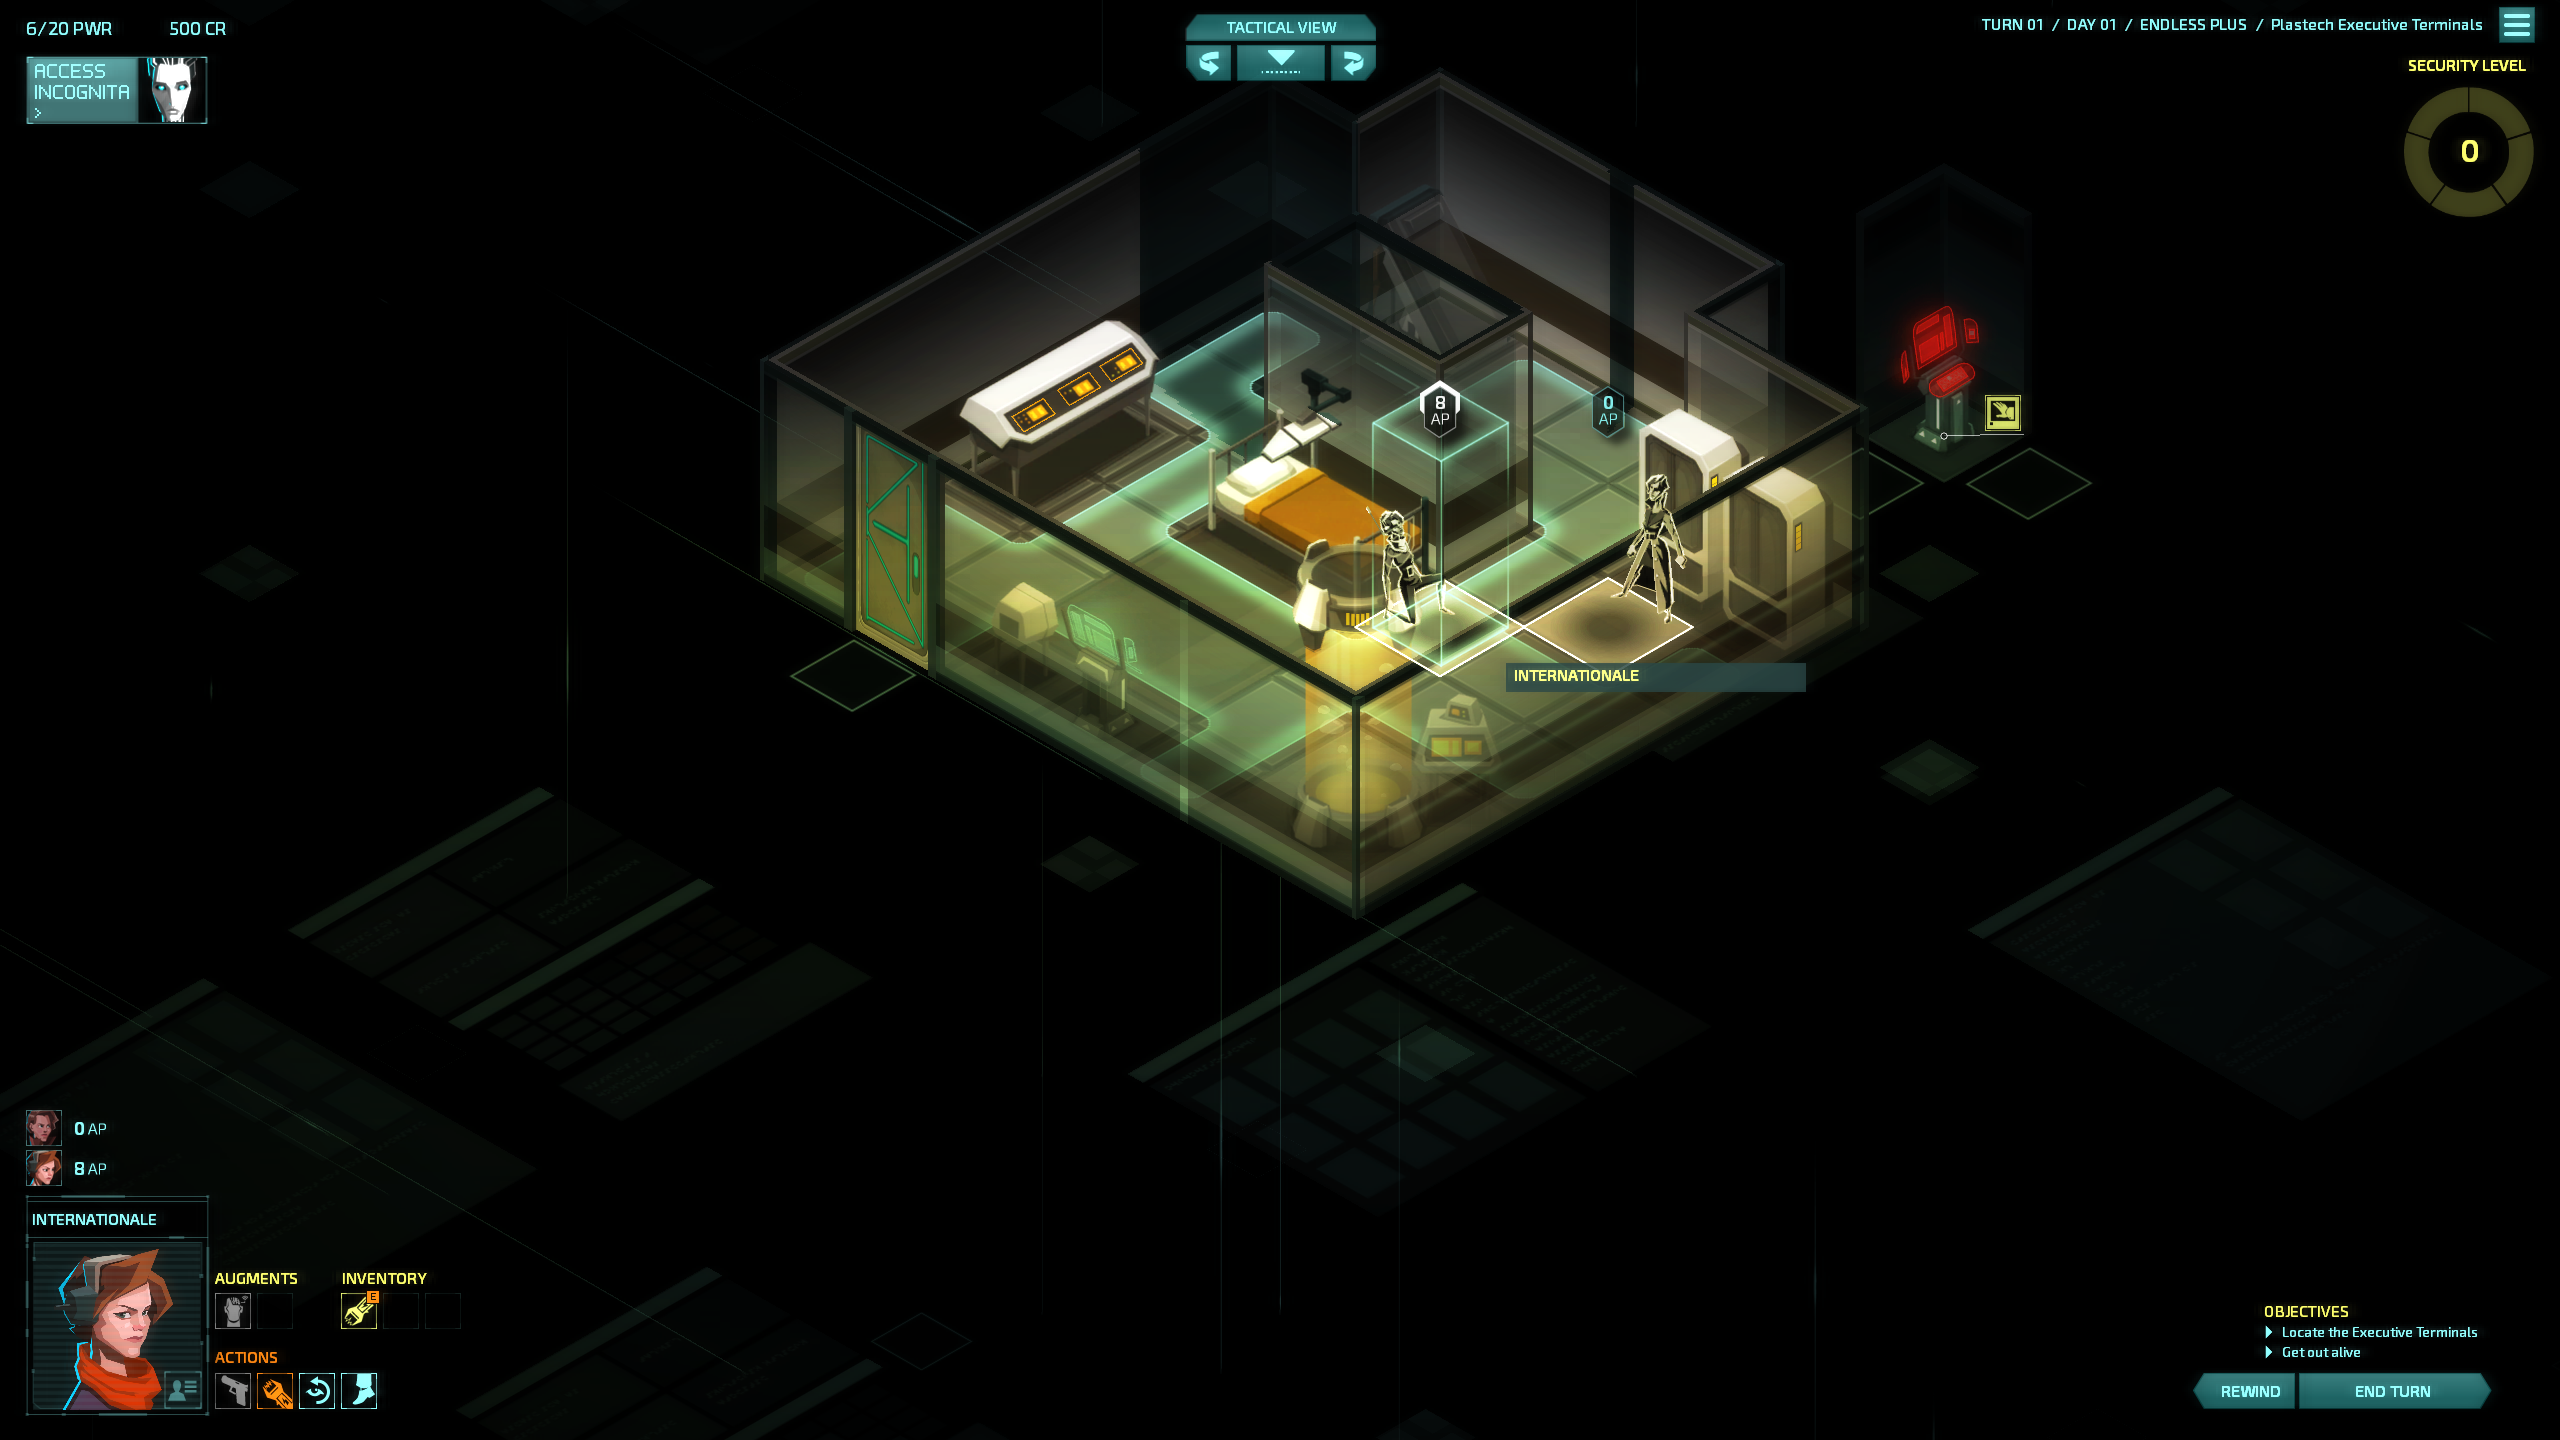 6/20 PWR
500 CR
TACTICAL VIEW
TURN 01 / DAY 01 / ENDLESS PLUS / Plastech Executive Terminals
ACCESS
INCOGNITA
>
SECURITY LEVEL
0
8
AP
0
AP
INTERNATIONALE
0 AP
8 AP
INTERNATIONALE
AUGMENTS
INVENTORY
E
ACTIONS
OBJECTIVES
Locate the Executive Terminals
Get out alive
REWIND
END TURN